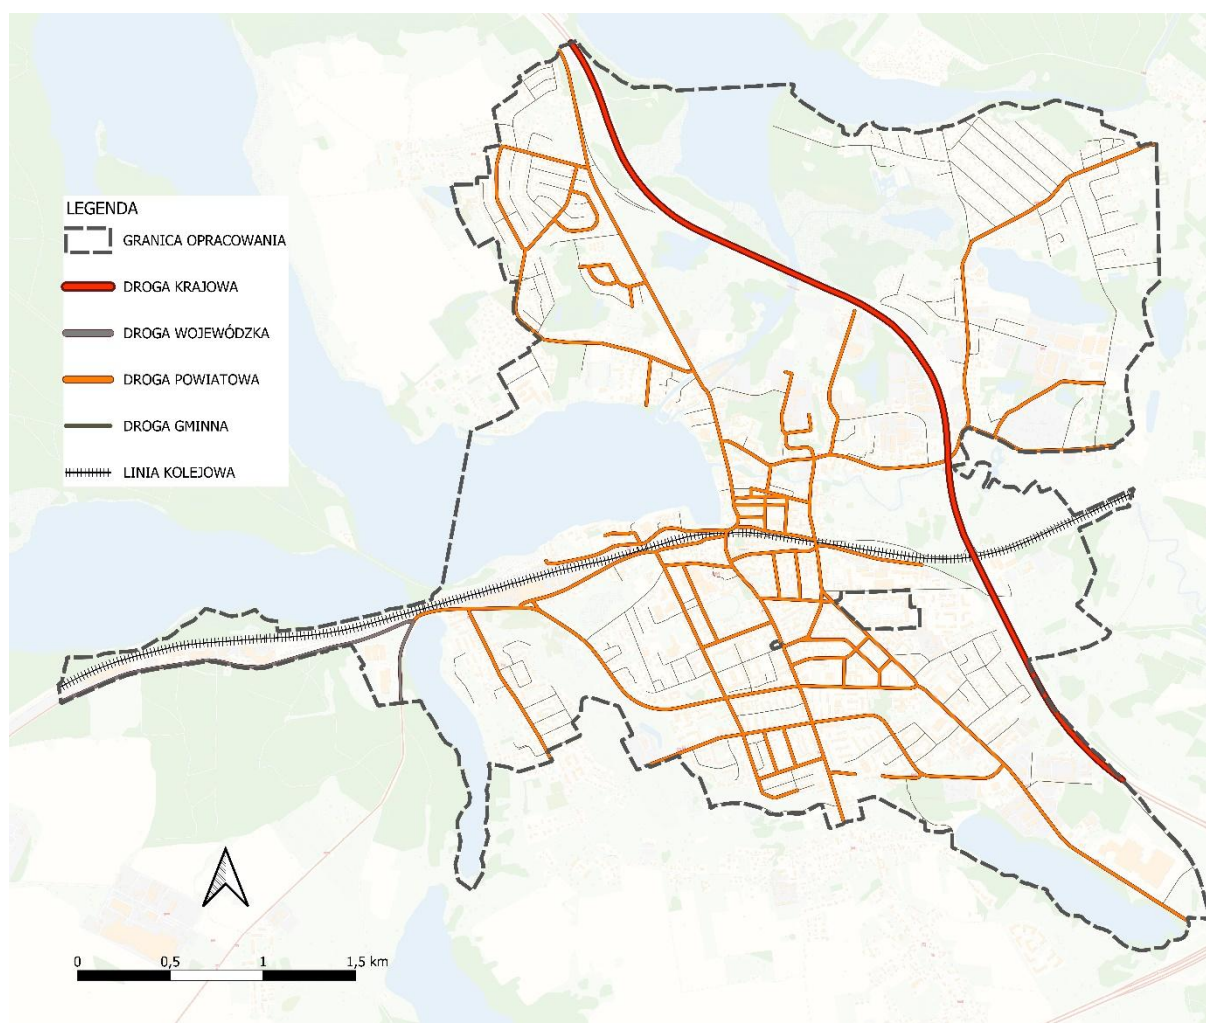 LEGENDA
GRANICA OPRACOWANIA
DROGA KRAJOWA
DROGA WOJEWÓDZKA
DROGA POWIATOWA
DROGA GMINNA
LINIA KOLEJOWA
0 0,5 1 1,5 km